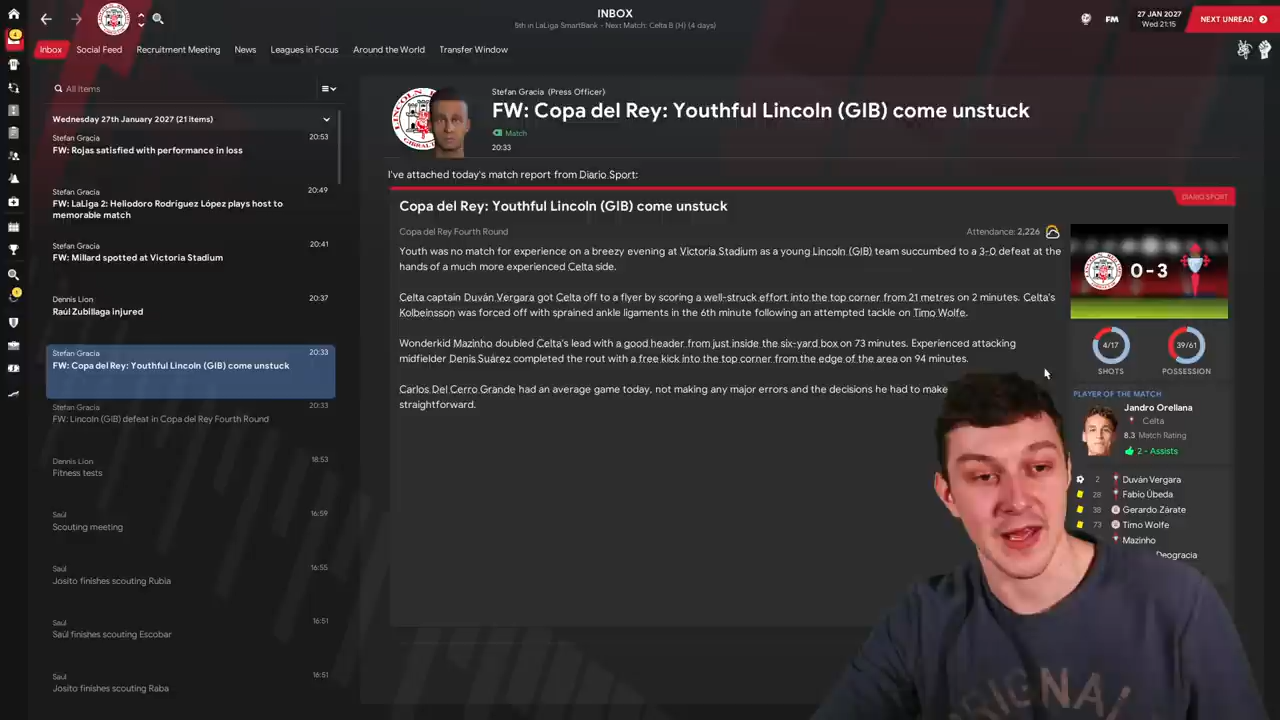 INBOX
5th in LaLiga SmartBank - Next Match: Celta B (H) (4 days)
FM
27 JAN 2027
Wed 21:15
NEXT UNREAD
4
Inbox
Social Feed
Recruitment Meeting
News
Leagues in Focus
Around the World
Transfer Window
All Items
Wednesday 27th January 2027 (21 items)
Stefan Gracia
20:53
FW: Rojas satisfied with performance in loss
Stefan Gracia
20:49
FW: LaLiga 2: Heliodoro Rodríguez López plays host to
memorable match
Stefan Gracia
20:41
FW: Millard spotted at Victoria Stadium
Dennis Lion
20:37
Raúl Zubillaga injured
Stefan Gracia
20:33
FW: Copa del Rey: Youthful Lincoln (GIB) come unstuck
Stefan Gracia
20:33
FW: Lincoln (GIB) defeat in Copa del Rey Fourth Round
Dennis Lion
18:53
Fitness tests
Saúl
16:59
Scouting meeting
Saúl
16:55
Josito finishes scouting Rubia
Saúl
16:51
Saúl finishes scouting Escobar
Saúl
16:51
Josito finishes scouting Raba
Stefan Gracia (Press Officer)
FW: Copa del Rey: Youthful Lincoln (GIB) come unstuck
Match
20:33
I've attached today's match report from Diario Sport:
DIARIO SPORT
Copa del Rey: Youthful Lincoln (GIB) come unstuck
Copa del Rey Fourth Round
Attendance: 2,226
Youth was no match for experience on a breezy evening at Victoria Stadium as a young Lincoln (GIB) team succumbed to a 3-0 defeat at the
hands of a much more experienced Celta side.
Celta captain Duván Vergara got Celta off to a flyer by scoring a well-struck effort into the top corner from 21 metres on 2 minutes. Celta's
Kolbeinsson was forced off with sprained ankle ligaments in the 6th minute following an attempted tackle on Timo Wolfe.
Wonderkid Mazinho doubled Celta's lead with a good header from just inside the six-yard box on 73 minutes. Experienced attacking
midfielder Denis Suárez completed the rout with a free kick into the top corner from the edge of the area on 94 minutes.
Carlos Del Cerro Grande had an average game today, not making any major errors and the decisions he had to make
straightforward.
0-3
4/17
39/61
SHOTS
POSSESSION
PLAYER OF THE MATCH
Jandro Orellana
Celta
8.3 Match Rating
2 - Assists
2 Duván Vergara
28 Fabio Úbeda
38 Gerardo Zárate
73 Timo Wolfe
Mazinho
Deogracia